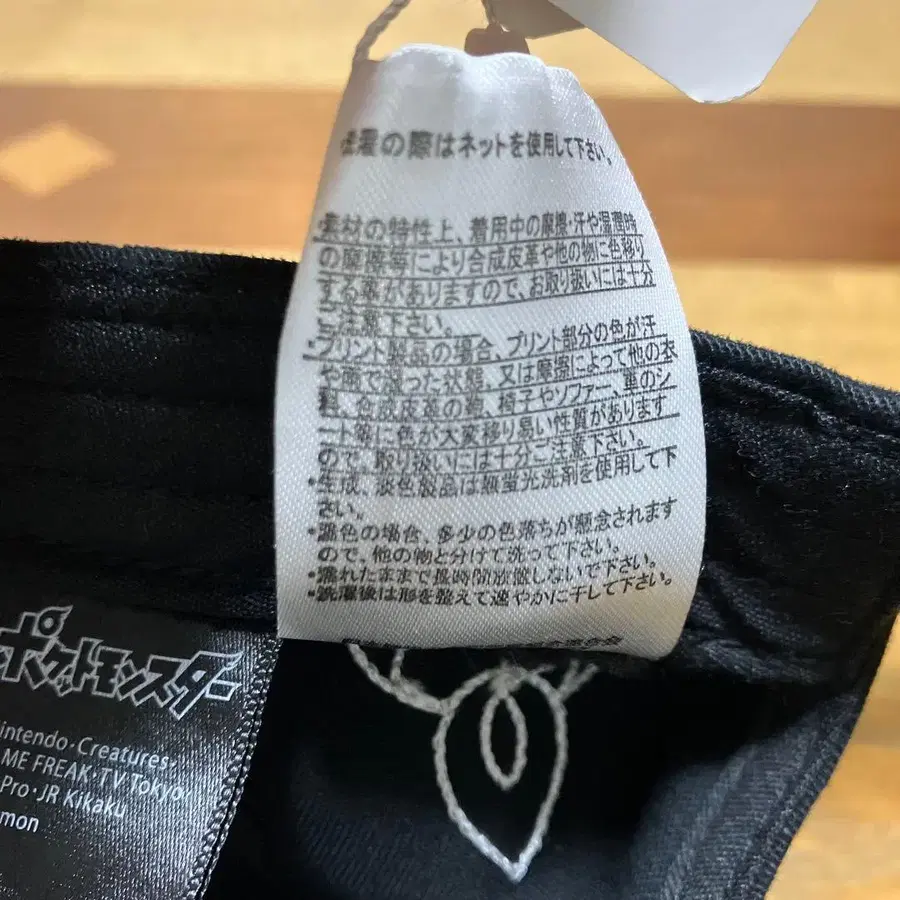 洗濯の際はネットを使用して下さい。
・素材の特性上、着用中の摩擦・汗や湿潤時
の摩擦等により合成皮革や他の物に色移り
する事がありますので、お取り扱いには十分
ご注意下さい。
・プリント製品の場合、プリント部分の色が汗
や雨で湿った状態、又は摩擦によって他の衣
類、合成皮革の鞄、椅子やソファー、車のシ
ート等に色が大変移り易い性質があります
ので、取り扱いには十分ご注意下さい。
・生成、淡色製品は無蛍光洗剤を使用して下
さい。
・濃色の場合、多少の色落ちが懸念されます
ので、他の物と分けて洗って下さい。
・濡れたままで長時間放置しないで下さい。
・洗濯後は形を整えて速やかに干して下さい。
ポケットモンスター
intendo・Creatures・
ME FREAK・TV Tokyo
Pro・JR Kikaku
mon